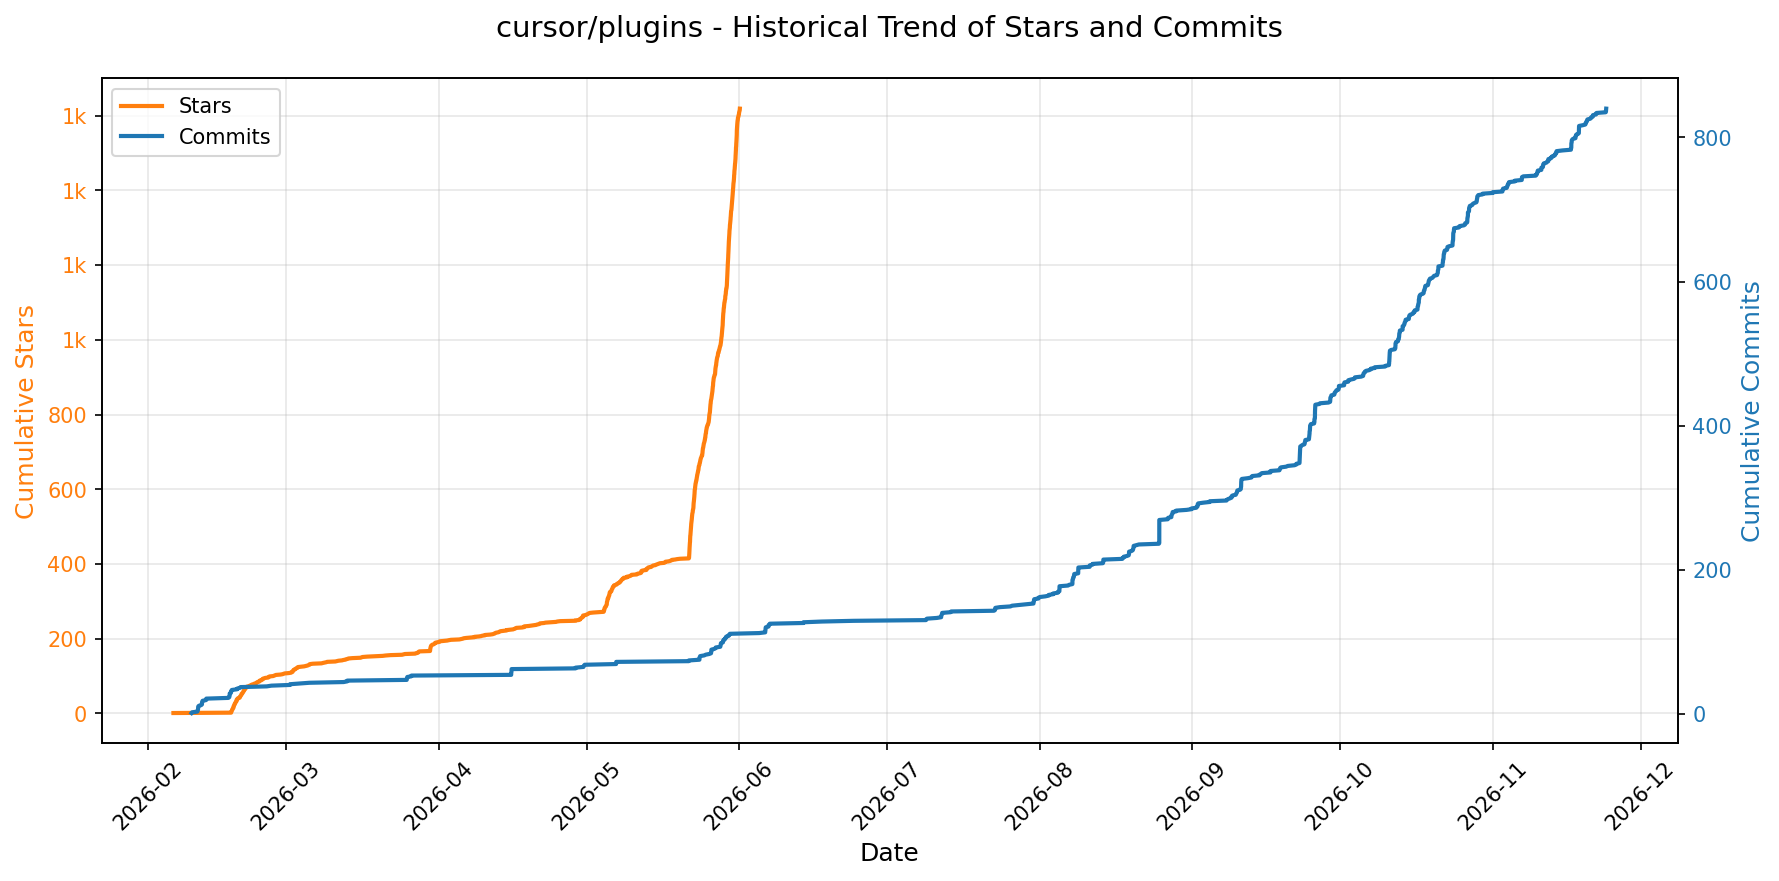 cursor/plugins - Historical Trend of Stars and Commits
Stars
Commits
1k
1k
1k
1k
800
600
400
200
0
Cumulative Stars
800
600
400
200
0
Cumulative Commits
2026-02
2026-03
2026-04
2026-05
2026-06
2026-07
2026-08
2026-09
2026-10
2026-11
2026-12
Date